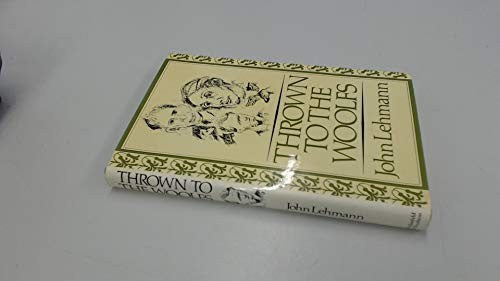 THROWN
TO THE
WOOLFS
John Lehmann
THROWN TO
THE WOOLFS
John Lehmann